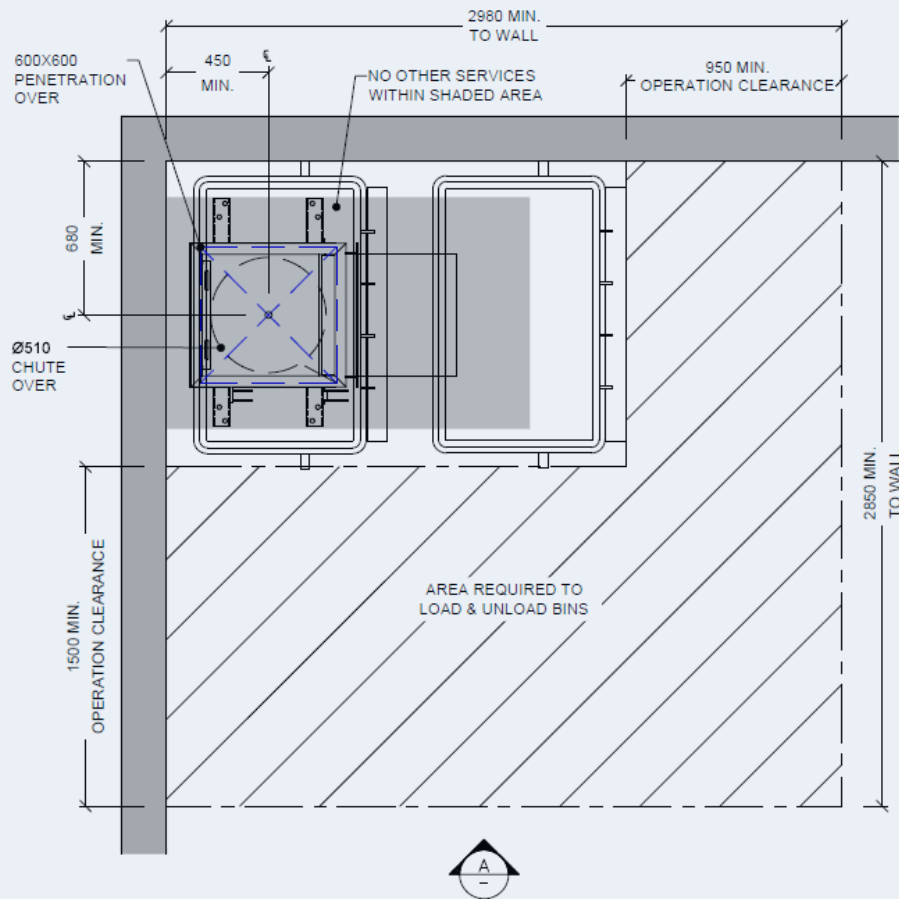 2980 MIN.
TO WALL
600X600
PENETRATION
OVER
450
MIN.
℄
NO OTHER SERVICES
WITHIN SHADED AREA
950 MIN.
OPERATION CLEARANCE
680
MIN.
℄
Ø510
CHUTE
OVER
2850 MIN.
TO WALL
AREA REQUIRED TO
LOAD & UNLOAD BINS
1500 MIN.
OPERATION CLEARANCE
A
–